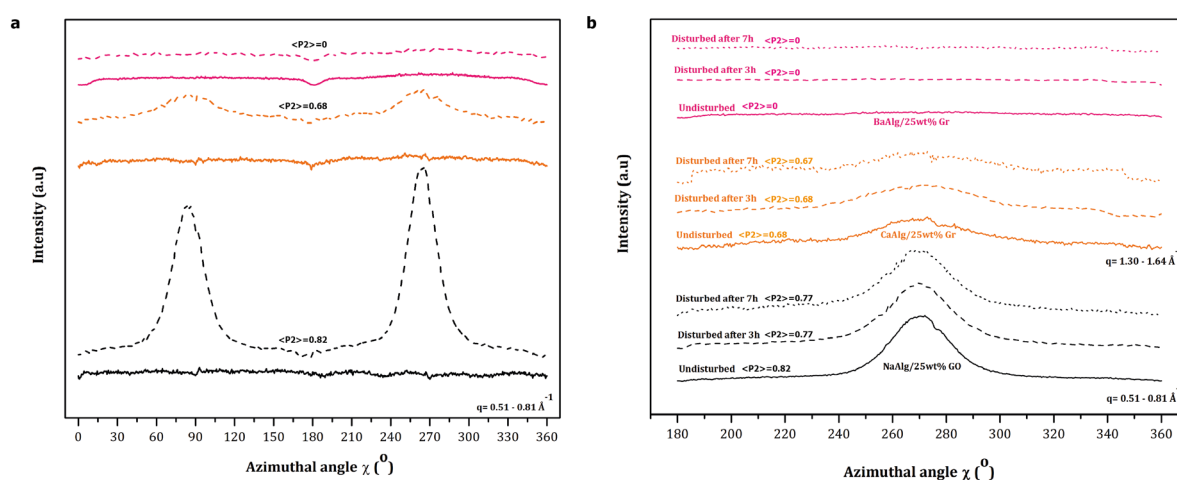 a
<P2>=0
<P2>=0.68
<P2>=0.82
q= 0.51 - 0.81 Å⁻¹
Intensity (a.u)
0 30 60 90 120 150 180 210 240 270 300 330 360
Azimuthal angle χ (⁰)
b
Disturbed after 7h <P2>=0
Disturbed after 3h <P2>=0
Undisturbed <P2>=0
BaAlg/25wt% Gr
Disturbed after 7h <P2>=0.67
Disturbed after 3h <P2>=0.68
Undisturbed <P2>=0.68
CaAlg/25wt% Gr
q= 1.30 - 1.64 Å⁻¹
Disturbed after 7h <P2>=0.77
Disturbed after 3h <P2>=0.77
Undisturbed <P2>=0.82
NaAlg/25wt% GO
q= 0.51 - 0.81 Å⁻¹
Intensity (a.u)
180 200 220 240 260 280 300 320 340 360
Azimuthal angle χ (⁰)